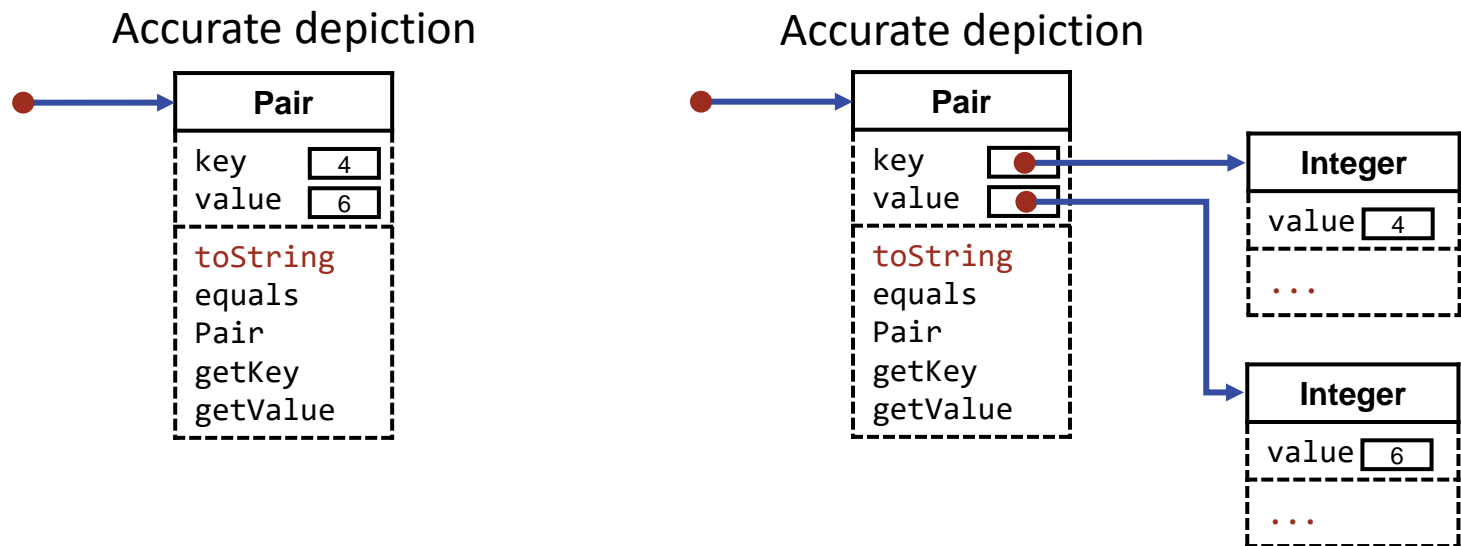 Accurate depiction
Pair
key 4
value 6
toString
equals
Pair
getKey
getValue
Accurate depiction
Pair
key
value
toString
equals
Pair
getKey
getValue
Integer
value 4
...
Integer
value 6
...